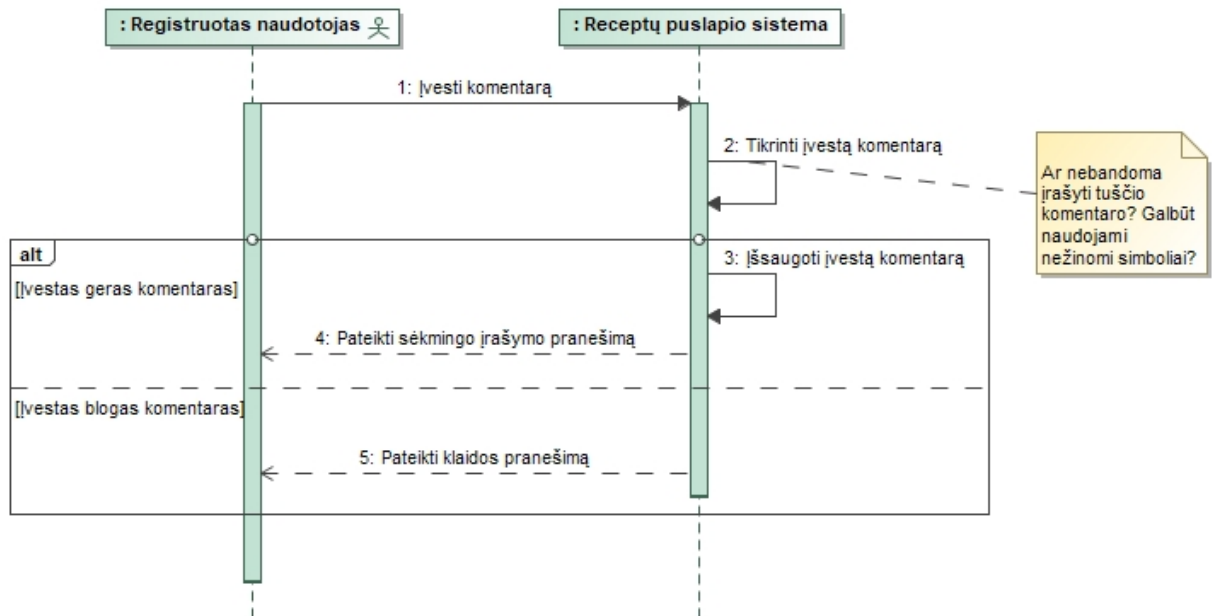 : Registruotas naudotojas
: Receptų puslapio sistema
1: Įvesti komentarą
2: Tikrinti įvestą komentarą
Ar nebandoma
įrašyti tuščio
komentaro? Galbūt
naudojami
nežinomi simboliai?
alt
3: Įšsaugoti įvestą komentarą
[Įvestas geras komentaras]
4: Pateikti sėkmingo įrašymo pranešimą
[Įvestas blogas komentaras]
5: Pateikti klaidos pranešimą